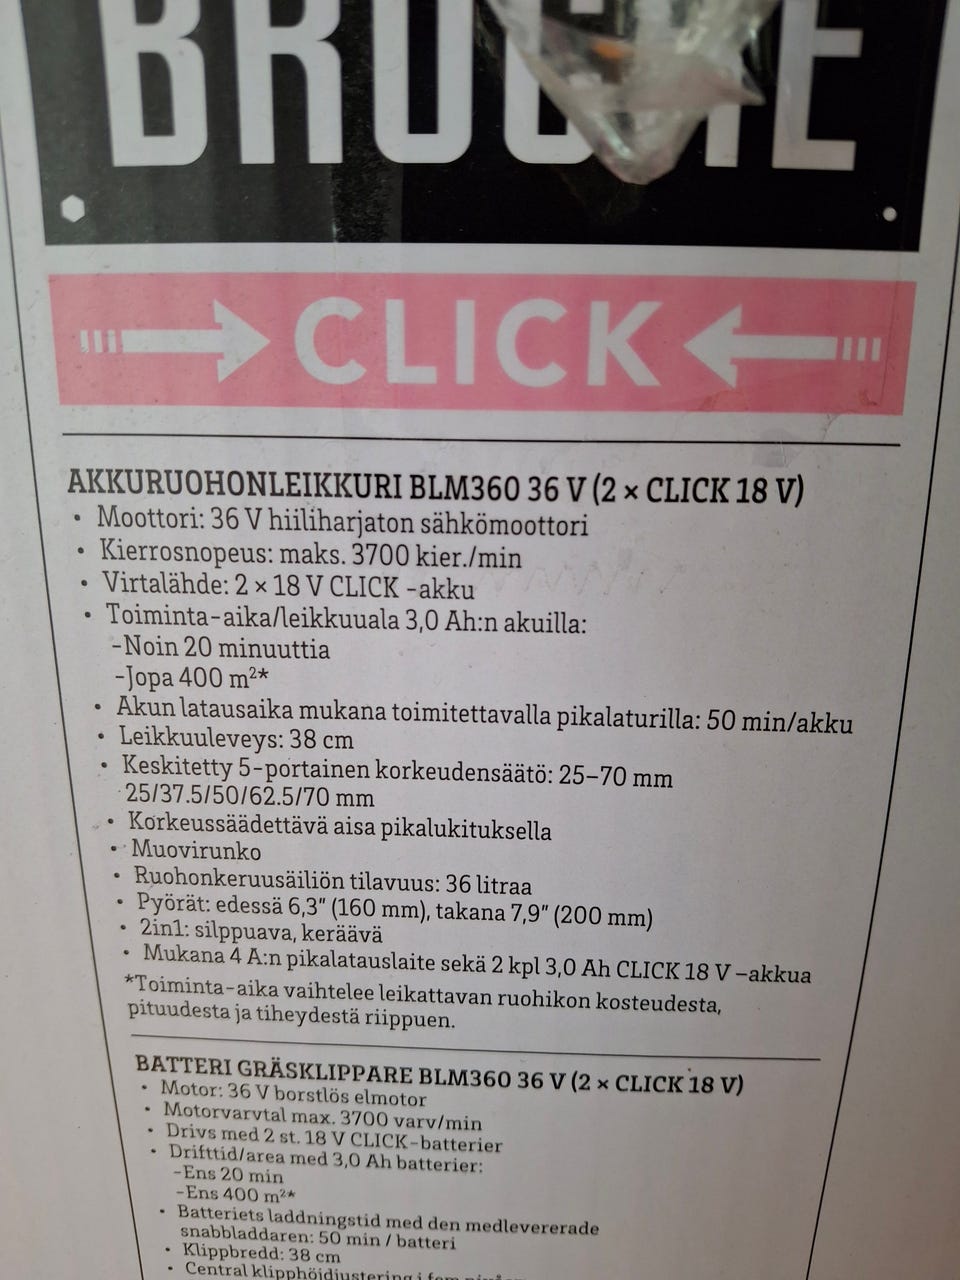 CLICK
AKKURUOHONLEIKKURI BLM360 36 V (2 × CLICK 18 V)
• Moottori: 36 V hiiliharjaton sähkömoottori
• Kierrosnopeus: maks. 3700 kier./min
• Virtalähde: 2 × 18 V CLICK -akku
• Toiminta-aika/leikkuuala 3,0 Ah:n akuilla:
-Noin 20 minuuttia
-Jopa 400 m²*
• Akun latausaika mukana toimitettavalla pikalaturilla: 50 min/akku
• Leikkuuleveys: 38 cm
• Keskitetty 5-portainen korkeudensäätö: 25–70 mm
25/37.5/50/62.5/70 mm
• Korkeussäädettävä aisa pikalukituksella
• Muovirunko
• Ruohonkeruusäiliön tilavuus: 36 litraa
• Pyörät: edessä 6,3" (160 mm), takana 7,9" (200 mm)
• 2in1: silppuava, keräävä
• Mukana 4 A:n pikalatauslaite sekä 2 kpl 3,0 Ah CLICK 18 V –akkua
*Toiminta-aika vaihtelee leikattavan ruohikon kosteudesta,
pituudesta ja tiheydestä riippuen.
BATTERI GRÄSKLIPPARE BLM360 36 V (2 × CLICK 18 V)
• Motor: 36 V borstlös elmotor
• Motorvarvtal max. 3700 varv/min
• Drivs med 2 st. 18 V CLICK-batterier
• Drifttid/area med 3,0 Ah batterier:
-Ens 20 min
-Ens 400 m²*
• Batteriets laddningstid med den medlevererade
snabbladdaren: 50 min / batteri
• Klippbredd: 38 cm
• Central klipphöjdjustering i fem